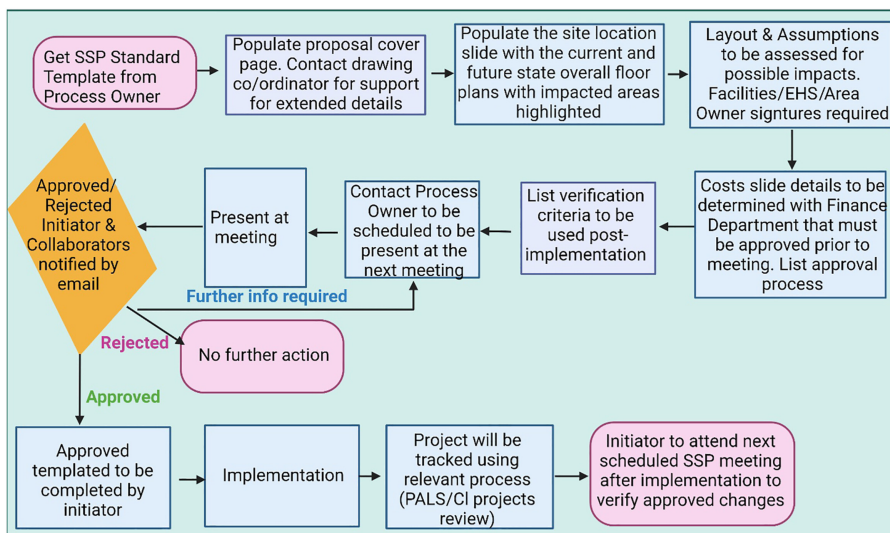 Get SSP Standard
Template from
Process Owner
Populate proposal cover
page. Contact drawing
co/ordinator for support
for extended details
Populate the site location
slide with the current and
future state overall floor
plans with impacted areas
highlighted
Layout & Assumptions
to be assessed for
possible impacts.
Facilities/EHS/Area
Owner signtures required
Costs slide details to be
determined with Finance
Department that must
be approved prior to
meeting. List approval
process
List verification
criteria to be
used post-
implementation
Contact Process
Owner to be
scheduled to be
present at the
next meeting
Present at
meeting
Approved/
Rejected
Initiator &
Collaborators
notified by
email
Further info required
Rejected
No further action
Approved
Approved
templated to be
completed by
initiator
Implementation
Project will be
tracked using
relevant process
(PALS/CI projects
review)
Initiator to attend next
scheduled SSP meeting
after implementation to
verify approved changes